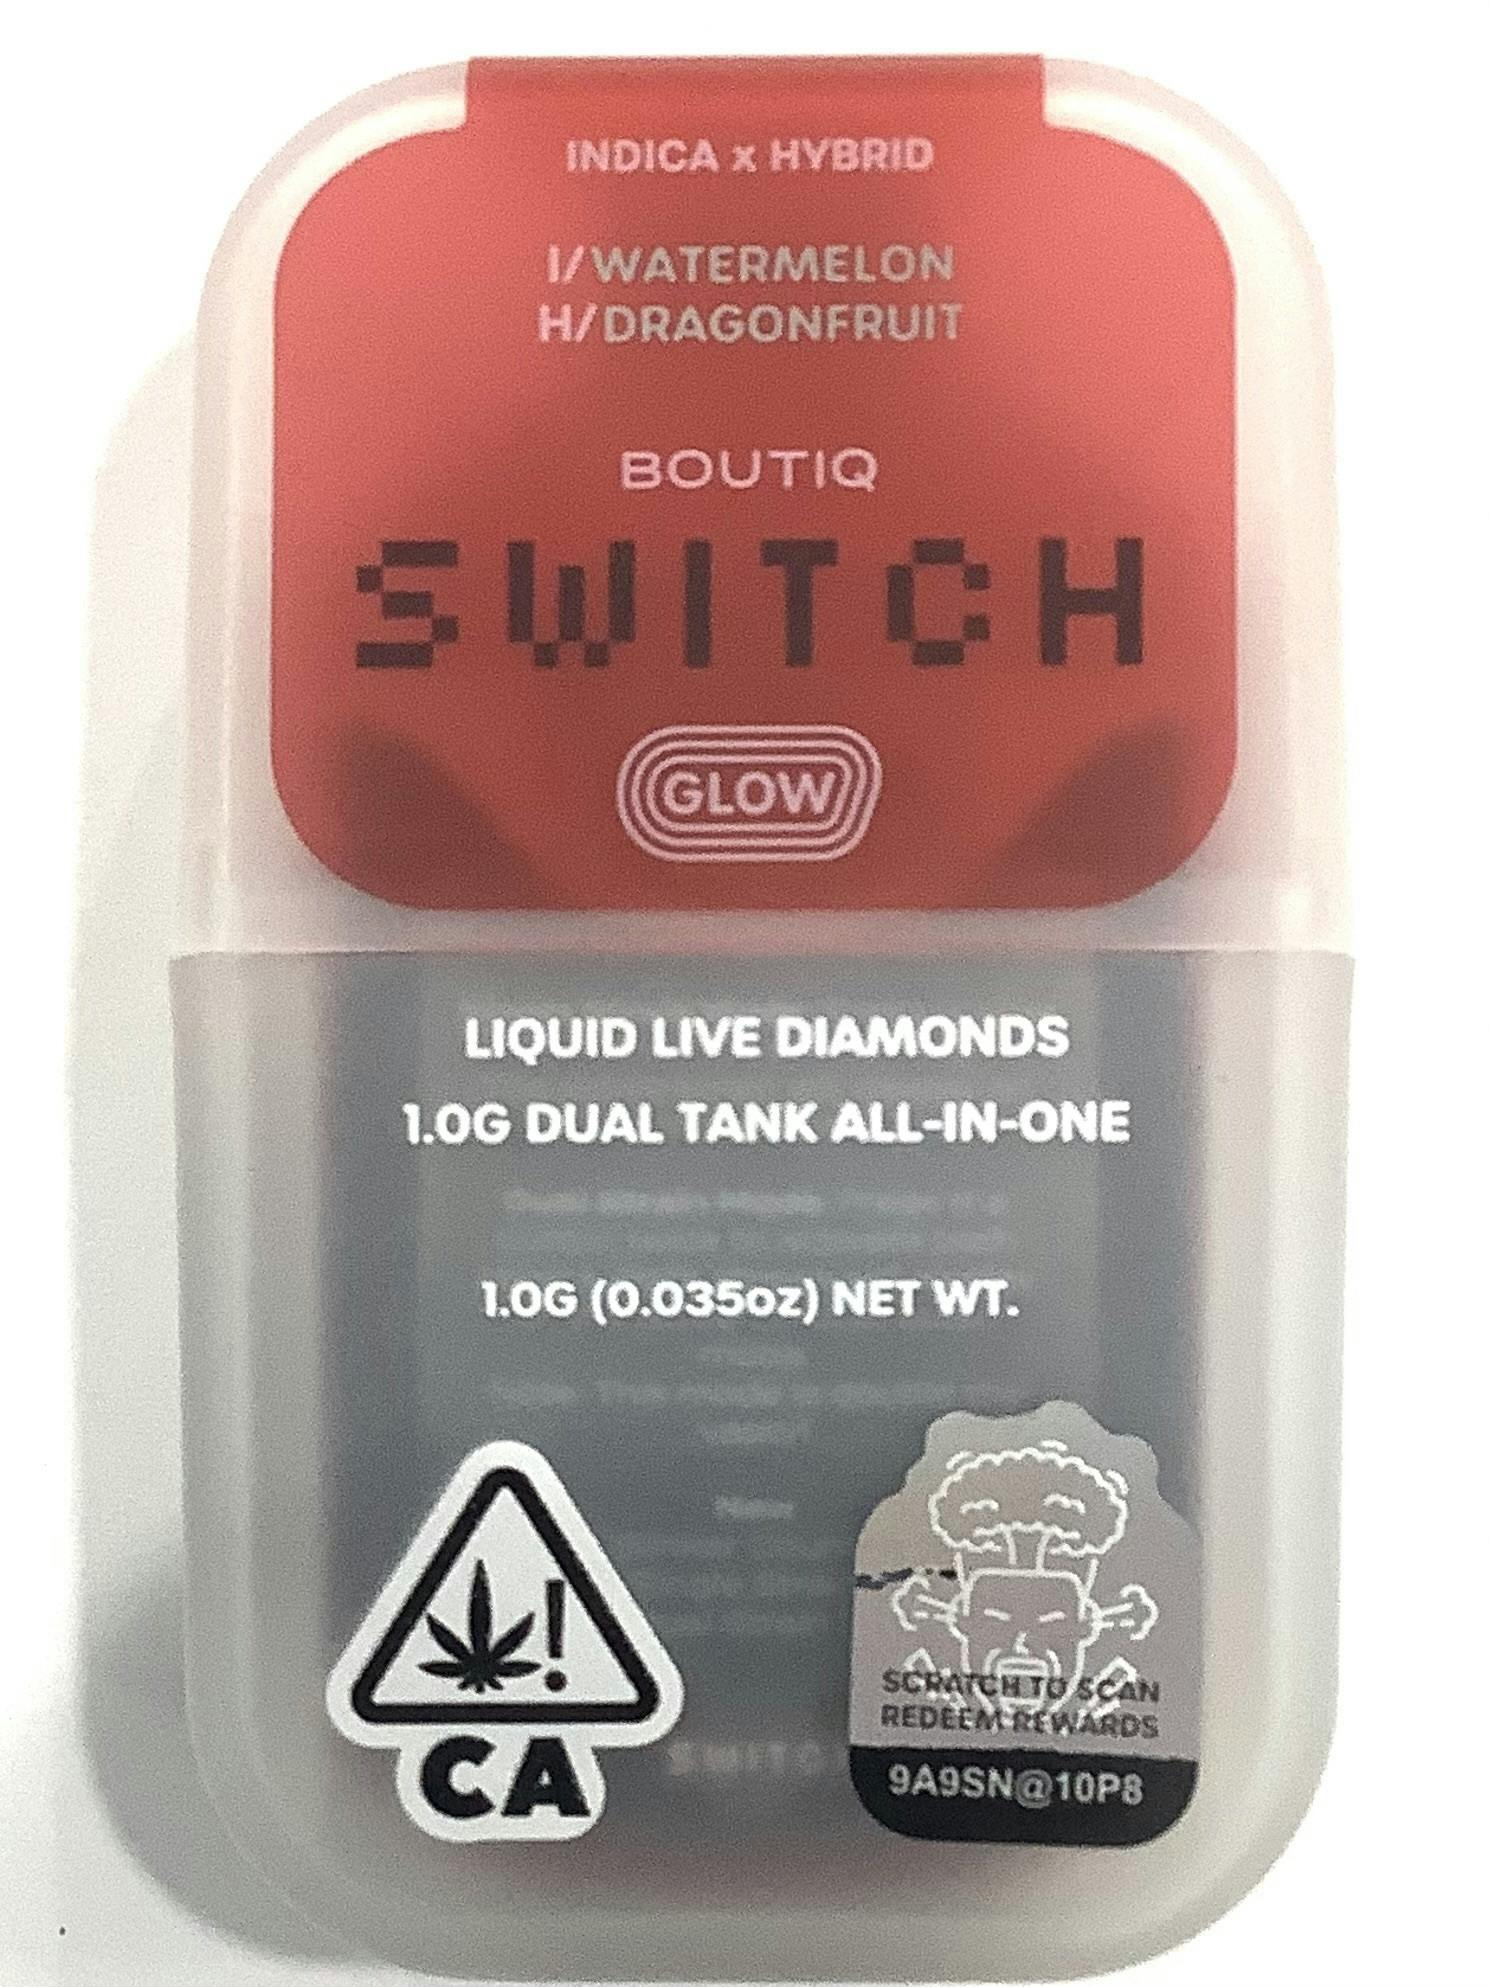 INDICA x HYBRID
I/WATERMELON
H/DRAGONFRUIT
BOUTIQ
SWITCH
GLOW
LIQUID LIVE DIAMONDS
1.0G DUAL TANK ALL-IN-ONE
1.0G (0.035oz) NET WT.
!
CA
SCRATCH TO SCAN
REDEEM REWARDS
9A9SN@10P8